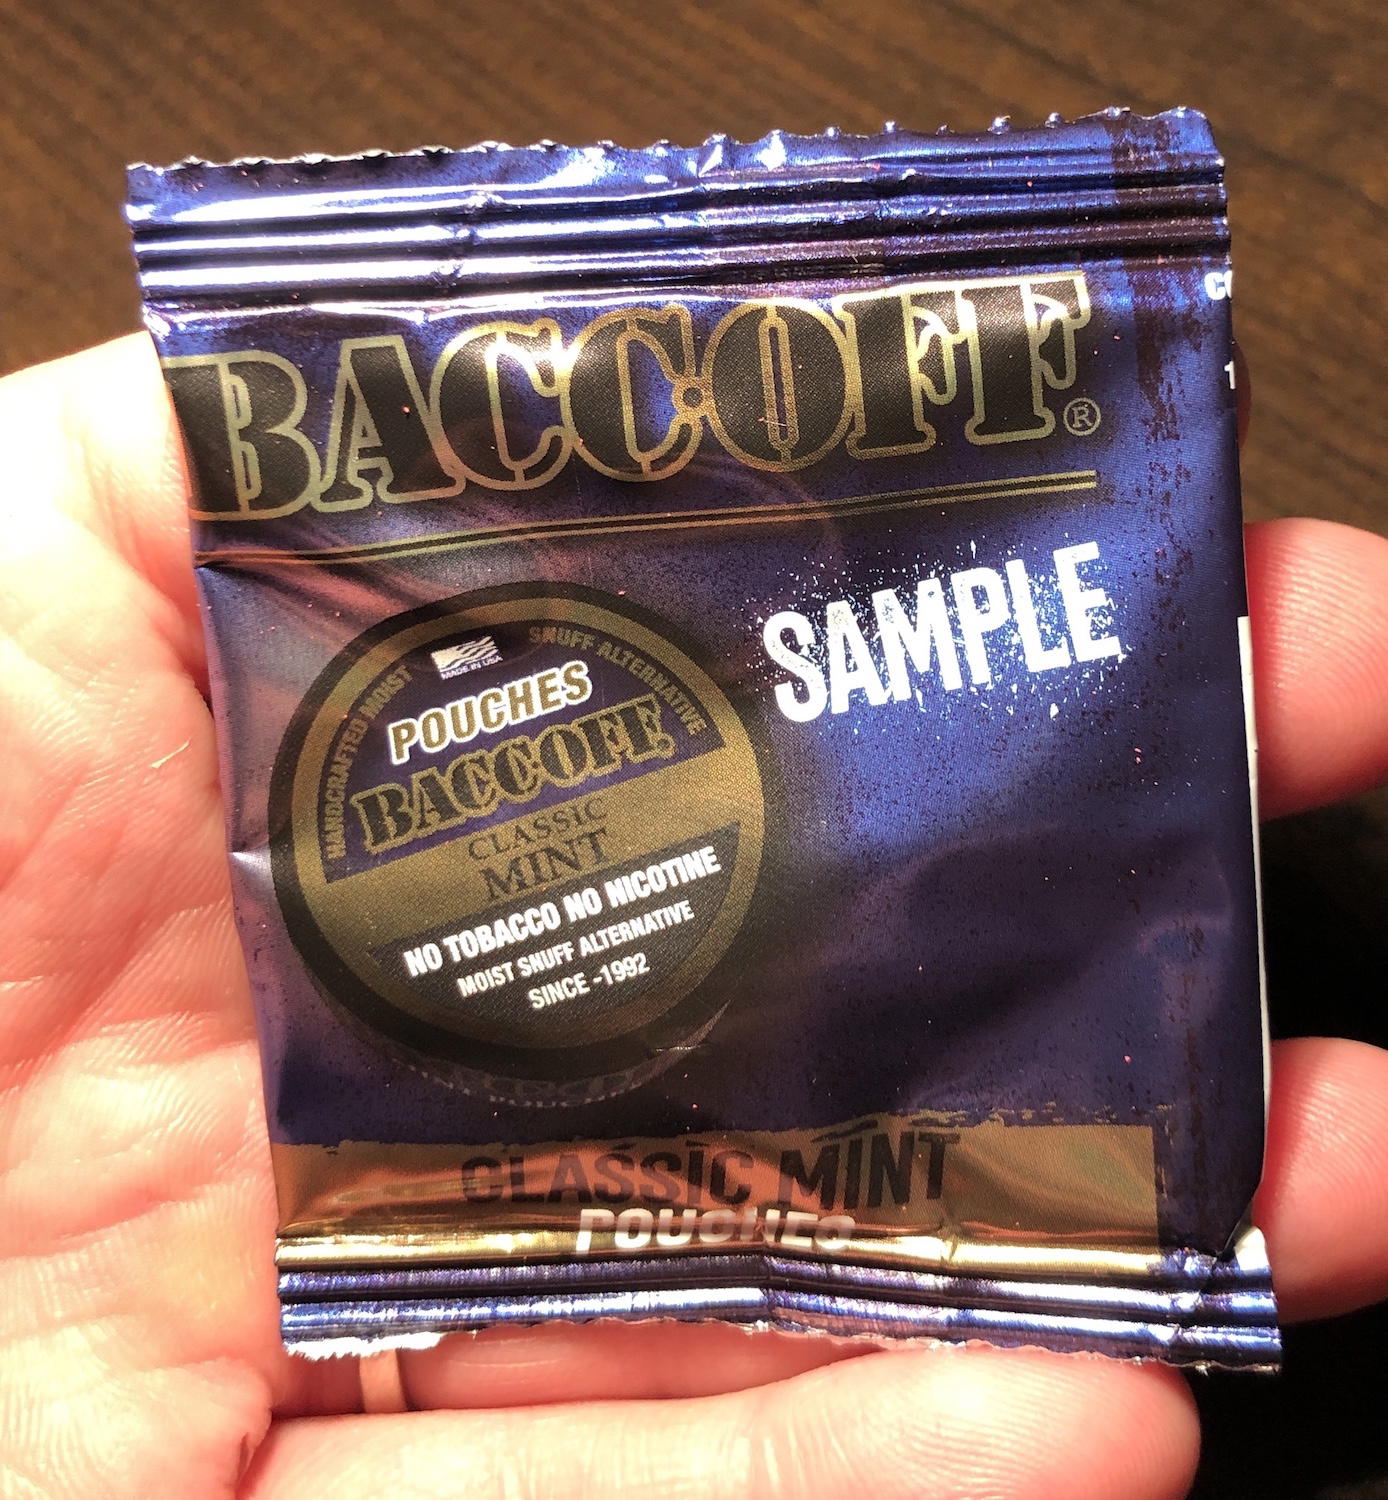 BACCOFF®
SAMPLE
HANDCRAFTED MOIST SNUFF ALTERNATIVE
MADE IN USA
POUCHES
BACCOFF®
CLASSIC
MINT
NO TOBACCO NO NICOTINE
MOIST SNUFF ALTERNATIVE
SINCE -1992
CLASSIC MINT
POUCHES